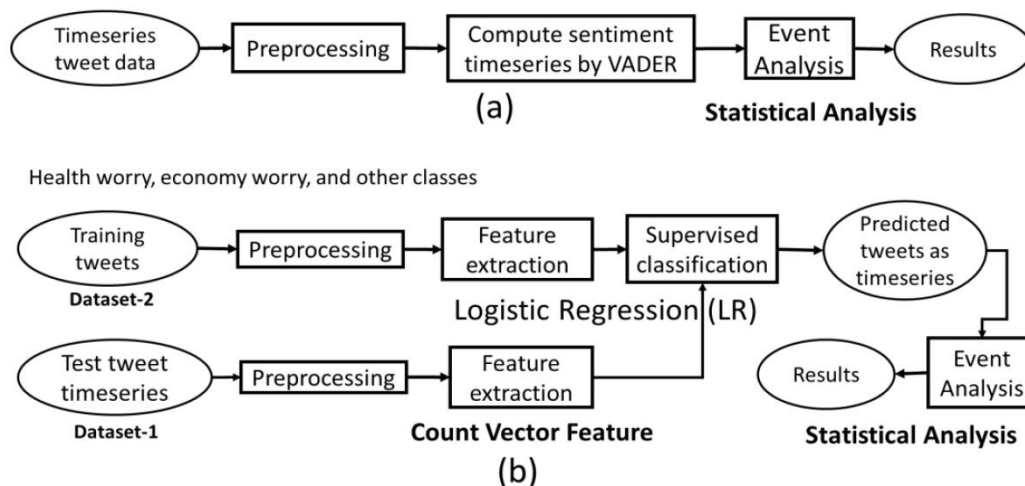 Timeseries
tweet data
Preprocessing
Compute sentiment
timeseries by VADER
Event
Analysis
Results
(a)
Statistical Analysis
Health worry, economy worry, and other classes
Training
tweets
Dataset-2
Preprocessing
Feature
extraction
Supervised
classification
Predicted
tweets as
timeseries
Logistic Regression (LR)
Test tweet
timeseries
Dataset-1
Preprocessing
Feature
extraction
Count Vector Feature
Results
Event
Analysis
Statistical Analysis
(b)